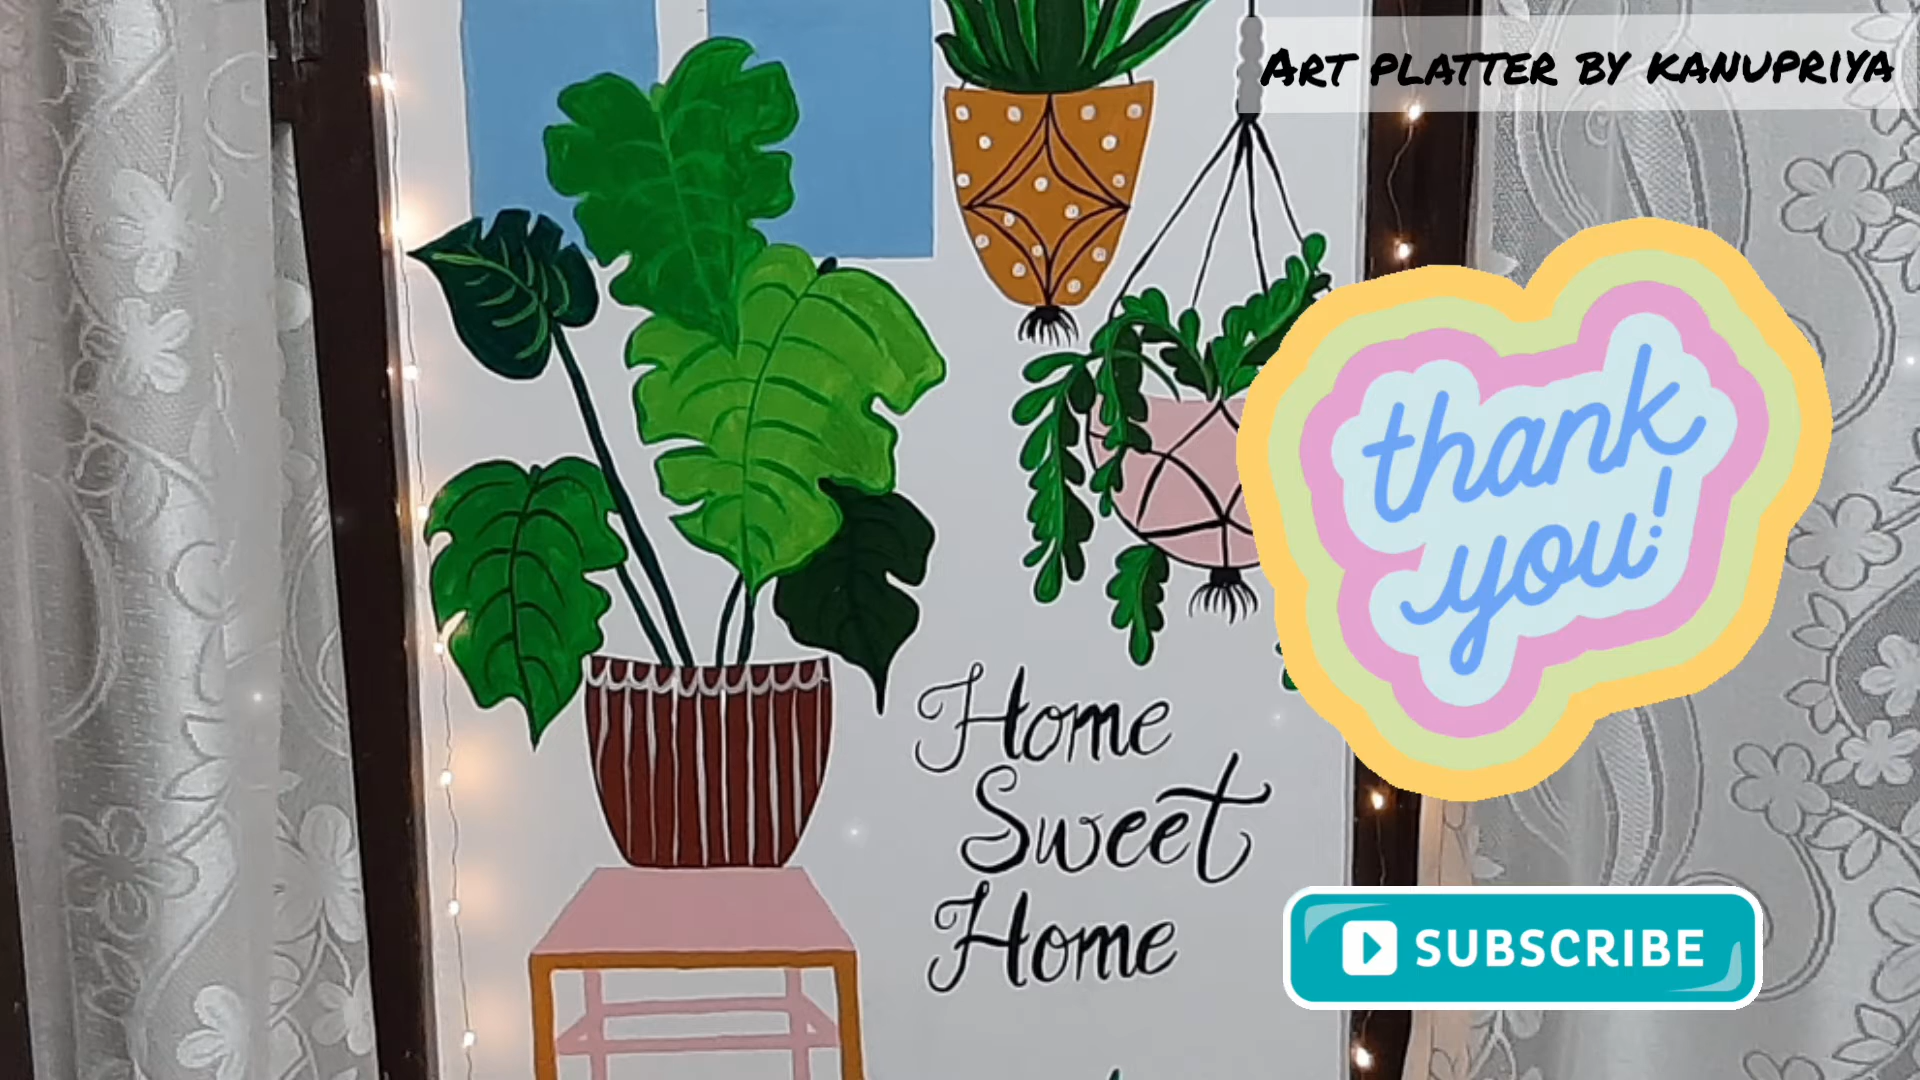 ART PLATTER BY KANUPRIYA
thank
you!
Home
Sweet
Home
SUBSCRIBE